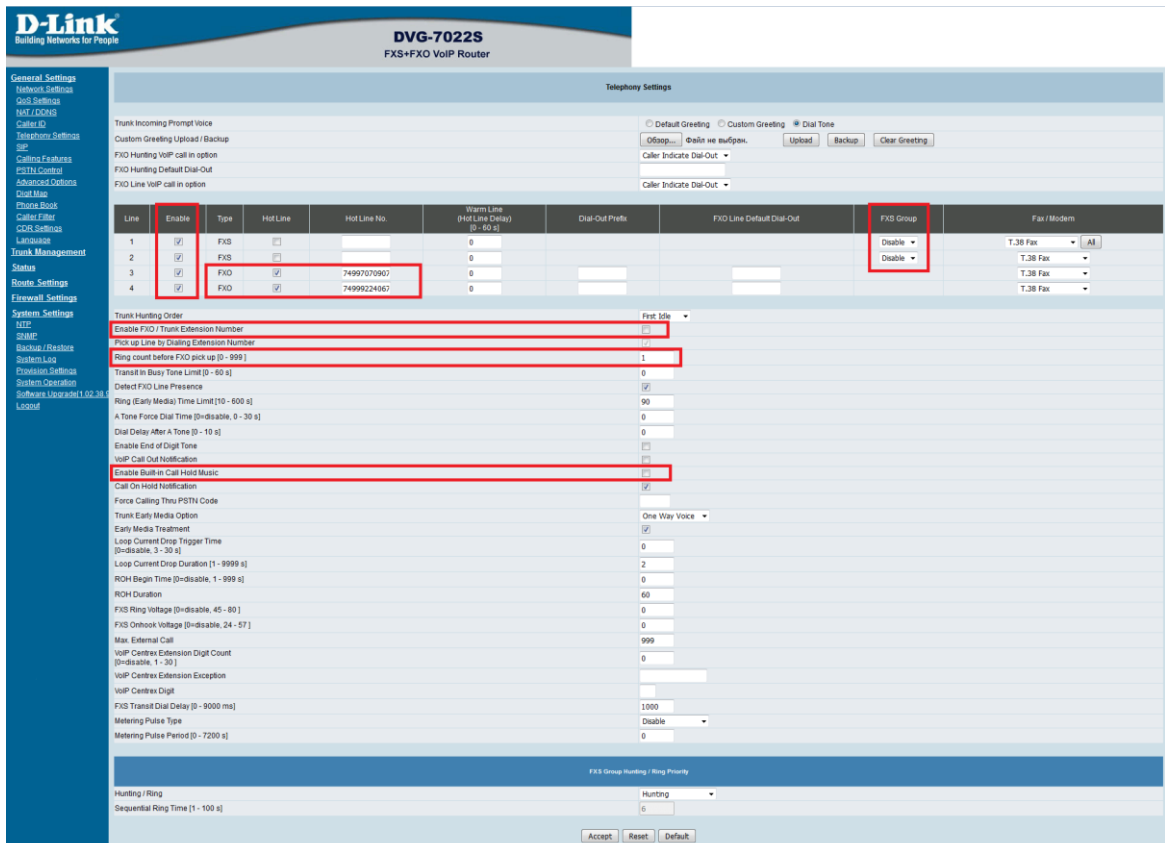 D-Link
Building Networks for People
DVG-7022S
FXS+FXO VoIP Router
General Settings
Network Settings
QoS Settings
NAT / DDNS
Caller ID
Telephony Settings
SIP
Calling Features
PSTN Control
Advanced Options
Digit Map
Phone Book
Caller Filter
CDR Settings
Language
Trunk Management
Status
Route Settings
Firewall Settings
System Settings
NTP
SNMP
Backup / Restore
System Log
Provision Settings
System Operation
Software Upgrade(1.02.38.9
Logout
Telephony Settings
Trunk Incoming Prompt Voice Default Greeting Custom Greeting Dial Tone
Custom Greeting Upload / Backup Обзор... Файл не выбран. Upload Backup Clear Greeting
FXO Hunting VoIP call in option Caller Indicate Dial-Out
FXO Hunting Default Dial-Out
FXO Line VoIP call in option Caller Indicate Dial-Out
Line Enable Type Hot Line Hot Line No. Warm Line (Hot Line Delay) [0 - 60 s] Dial-Out Prefix FXO Line Default Dial-Out FXS Group Fax / Modem
1 FXS 0 Disable T.38 Fax All
2 FXS 0 Disable T.38 Fax
3 FXO 74997070907 0 T.38 Fax
4 FXO 74999224067 0 T.38 Fax
Trunk Hunting Order First Idle
Enable FXO / Trunk Extension Number
Pick up Line by Dialing Extension Number
Ring count before FXO pick up [0 - 999 ] 1
Transit In Busy Tone Limit [0 - 60 s] 0
Detect FXO Line Presence
Ring (Early Media) Time Limit [10 - 600 s] 90
A Tone Force Dial Time [0=disable, 0 - 30 s] 0
Dial Delay After A Tone [0 - 10 s] 0
Enable End of Digit Tone
VoIP Call Out Notification
Enable Built-in Call Hold Music
Call On Hold Notification
Force Calling Thru PSTN Code
Trunk Early Media Option One Way Voice
Early Media Treatment
Loop Current Drop Trigger Time
[0=disable, 3 - 30 s] 0
Loop Current Drop Duration [1 - 9999 s] 2
ROH Begin Time [0=disable, 1 - 999 s] 0
ROH Duration 60
FXS Ring Voltage [0=disable, 45 - 80 ] 0
FXS Onhook Voltage [0=disable, 24 - 57 ] 0
Max. External Call 999
VoIP Centrex Extension Digit Count
[0=disable, 1 - 30 ] 0
VoIP Centrex Extension Exception
VoIP Centrex Digit
FXS Transit Dial Delay [0 - 9000 ms] 1000
Metering Pulse Type Disable
Metering Pulse Period [0 - 7200 s] 0
FXS Group Hunting / Ring Priority
Hunting / Ring Hunting
Sequential Ring Time [1 - 100 s] 6
Accept Reset Default